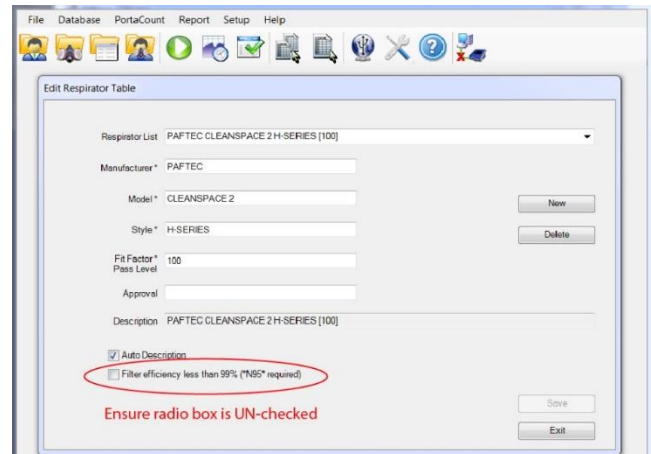 File Database PortaCount Report Setup Help
Edit Respirator Table
Respirator List PAFTEC CLEANSPACE 2 H-SERIES [100]
Manufacturer* PAFTEC
Model* CLEANSPACE 2
New
Style* H-SERIES
Delete
Fit Factor* 100
Pass Level
Approval
Description PAFTEC CLEANSPACE 2 H-SERIES [100]
Auto Description
Filter efficiency less than 99% (*N95* required)
Ensure radio box is UN-checked
Save
Exit